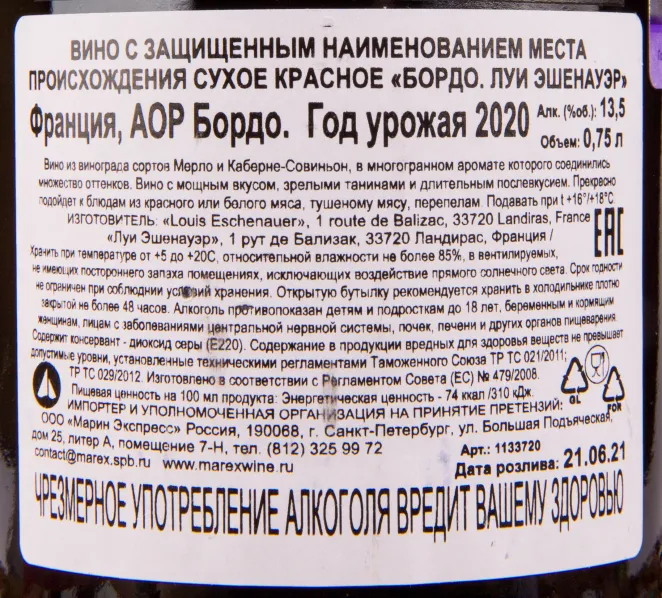 ВИНО С ЗАЩИЩЕННЫМ НАИМЕНОВАНИЕМ МЕСТА
ПРОИСХОЖДЕНИЯ СУХОЕ КРАСНОЕ «БОРДО. ЛУИ ЭШЕНАУЭР»
Франция, АОР Бордо. Год урожая 2020 Алк. (%об.): 13,5
Объем: 0,75 л
Вино из винограда сортов Мерло и Каберне-Совиньон, в многогранном аромате которого соединились
множество оттенков. Вино с мощным вкусом, зрелыми танинами и длительным послевкусием. Прекрасно
подойдет к блюдам из красного или белого мяса, тушеному мясу, перепелам. Подавать при t +16°/+18°C
ИЗГОТОВИТЕЛЬ: «Louis Eschenauer», 1 route de Balizac, 33720 Landiras, France
«Луи Эшенауэр», 1 рут де Бализак, 33720 Ландирас, Франция /
EAC
Хранить при температуре от +5 до +20С, относительной влажности не более 85%, в вентилируемых,
не имеющих постороннего запаха помещениях, исключающих воздействие прямого солнечного света. Срок годности
не ограничен при соблюднии условий хранения. Открытую бутылку рекомендуется хранить в холодильнике плотно
закрытой не более 48 часов. Алкоголь противопоказан детям и подросткам до 18 лет, беременным и кормящим
женщинам, лицам с заболеваниями центральной нервной системы, почек, печени и других органов пищеварения.
Содержит консервант - диоксид серы (Е220). Содержание в продукции вредных для здоровья веществ не превышает
допустимые уровни, установленные техническими регламентами Таможенного Союза ТР ТС 021/2011;
ТР ТС 029/2012. Изготовлено в соответствии с Регламентом Совета (ЕС) № 479/2008.
Пищевая ценность на 100 мл продукта: Энергетическая ценность - 74 ккал /310 кДж.
GL
FOR
ИМПОРТЕР И УПОЛНОМОЧЕННАЯ ОРГАНИЗАЦИЯ НА ПРИНЯТИЕ ПРЕТЕНЗИЙ:
ООО «Марин Экспресс» Россия, 190068, г. Санкт-Петербург, ул. Большая Подъяческая,
дом 25, литер А, помещение 7-Н, тел. (812) 325 99 72
contact@marex.spb.ru www.marexwine.ru
Арт.: 1133720
Дата розлива: 21.06.21
ЧРЕЗМЕРНОЕ УПОТРЕБЛЕНИЕ АЛКОГОЛЯ ВРЕДИТ ВАШЕМУ ЗДОРОВЬЮ